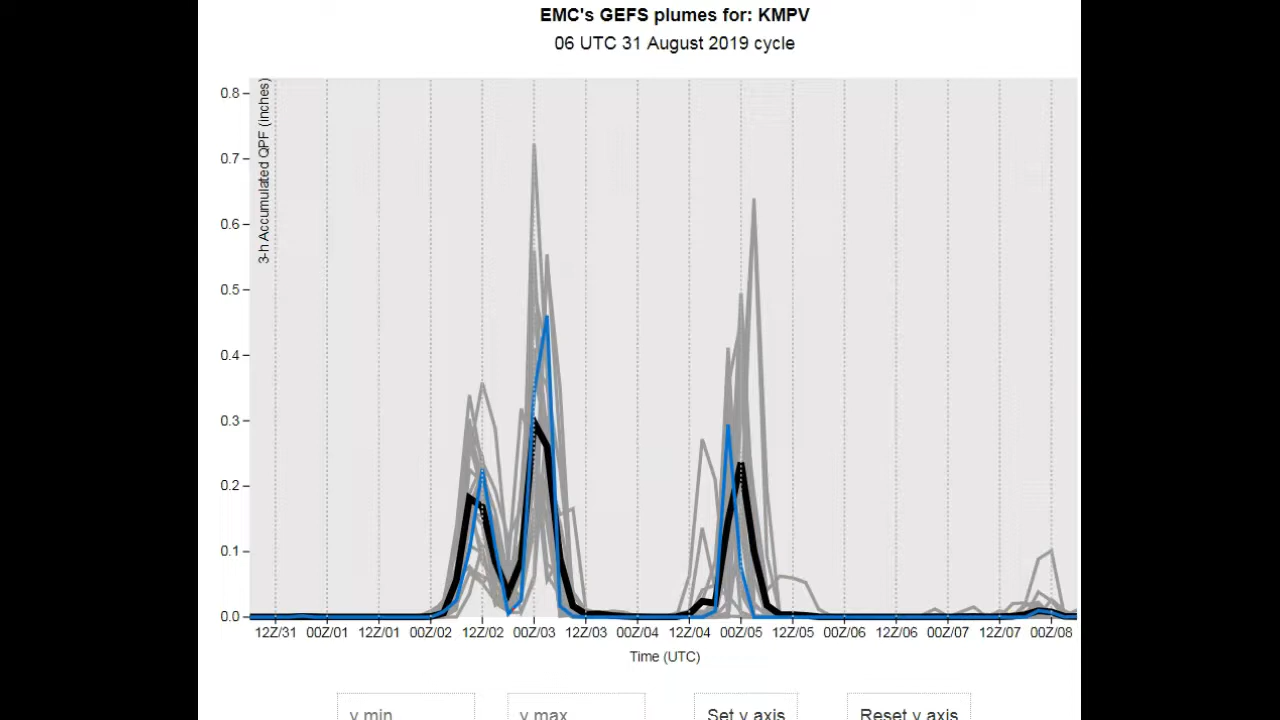 EMC's GEFS plumes for: KMPV
06 UTC 31 August 2019 cycle
3-h Accumulated QPF (inches)
0.8
0.7
0.6
0.5
0.4
0.3
0.2
0.1
0.0
12Z/31 00Z/01 12Z/01 00Z/02 12Z/02 00Z/03 12Z/03 00Z/04 12Z/04 00Z/05 12Z/05 00Z/06 12Z/06 00Z/07 12Z/07 00Z/08
Time (UTC)
y min y max Set y axis Reset y axis